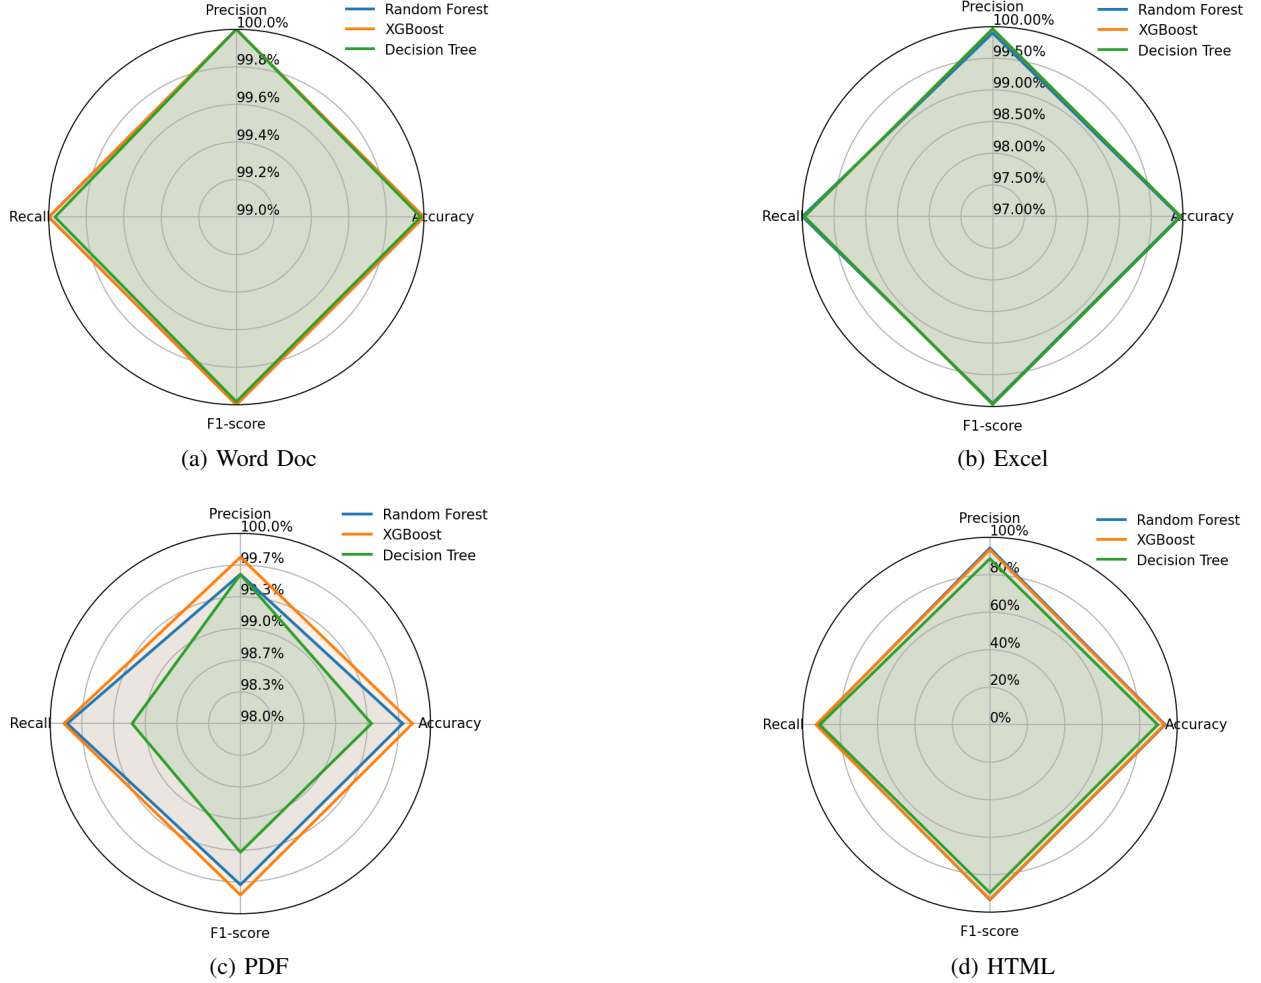 Precision
100.0%
99.8%
99.6%
99.4%
99.2%
99.0%
Recall
Accuracy
F1-score
Random Forest
XGBoost
Decision Tree
(a) Word Doc
Precision
100.00%
99.50%
99.00%
98.50%
98.00%
97.50%
97.00%
Recall
Accuracy
F1-score
Random Forest
XGBoost
Decision Tree
(b) Excel
Precision
100.0%
99.7%
99.3%
99.0%
98.7%
98.3%
98.0%
Recall
Accuracy
F1-score
Random Forest
XGBoost
Decision Tree
(c) PDF
Precision
100%
80%
60%
40%
20%
0%
Recall
Accuracy
F1-score
Random Forest
XGBoost
Decision Tree
(d) HTML